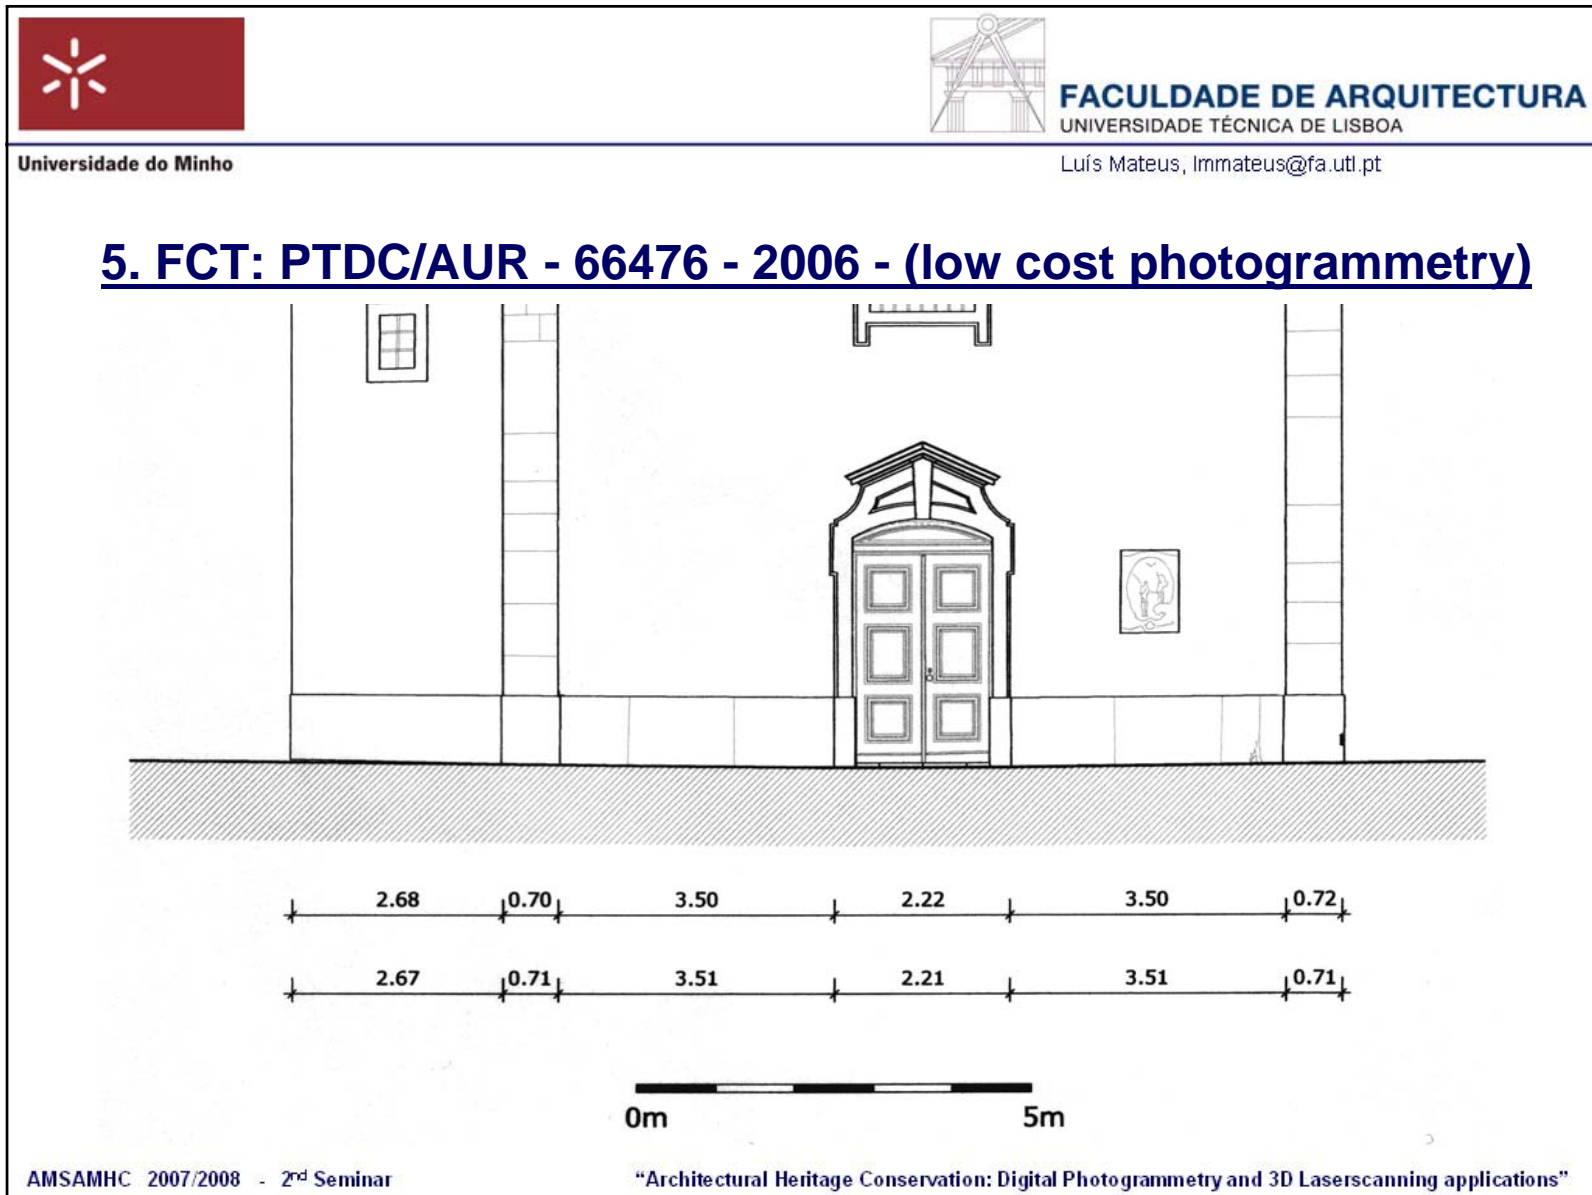 FACULDADE DE ARQUITECTURA
UNIVERSIDADE TÉCNICA DE LISBOA
Universidade do Minho
Luís Mateus, lmmateus@fa.utl.pt
5. FCT: PTDC/AUR - 66476 - 2006 - (low cost photogrammetry)
2.68 0.70 3.50 2.22 3.50 0.72
2.67 0.71 3.51 2.21 3.51 0.71
0m 5m
AMSAMHC 2007/2008 - 2nd Seminar
"Architectural Heritage Conservation: Digital Photogrammetry and 3D Laserscanning applications"